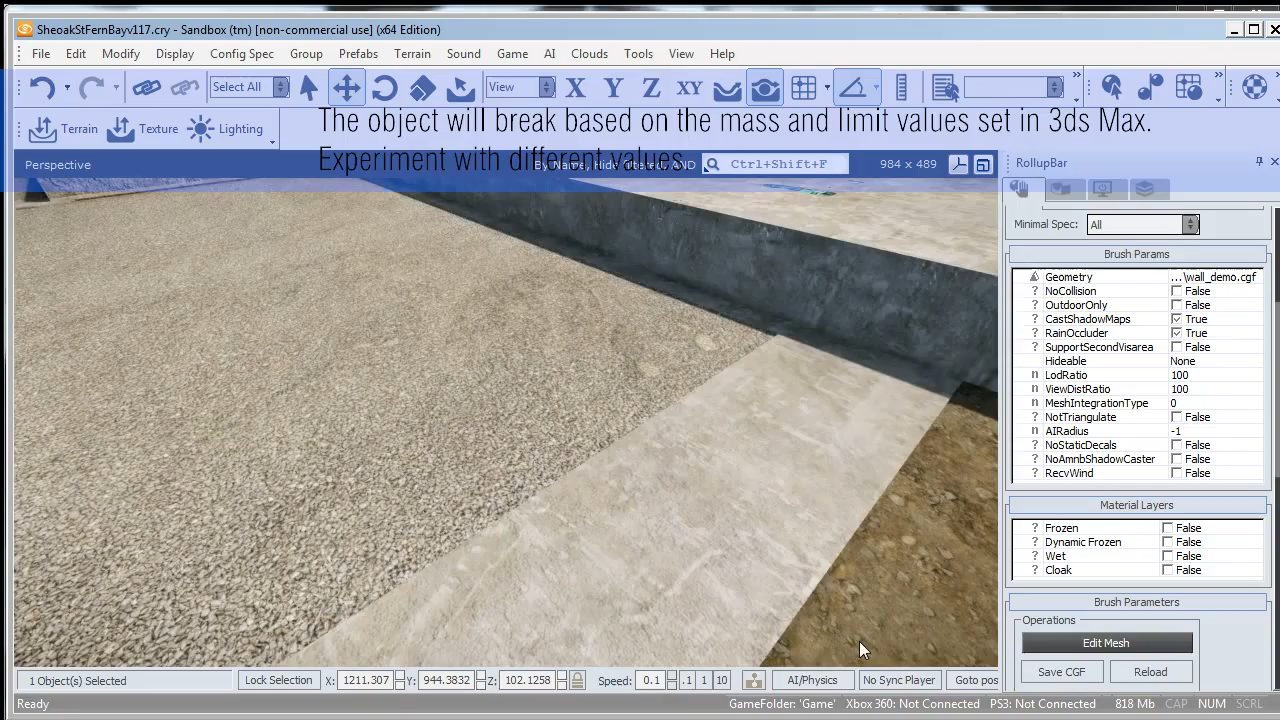 SheoakStFernBayv117.cry - Sandbox (tm) [non-commercial use] (x64 Edition)
File Edit Modify Display Config Spec Group Prefabs Terrain Sound Game AI Clouds Tools View Help
Select All View X Y Z XY
Terrain Texture Lighting
The object will break based on the mass and limit values set in 3ds Max.
Experiment with different values.
Perspective By Name, Hide filtered, AND Ctrl+Shift+F 984 x 489
RollupBar
Minimal Spec: All
Brush Params
Geometry ...\wall_demo.cgf
NoCollision False
OutdoorOnly False
CastShadowMaps True
RainOccluder True
SupportSecondVisarea False
Hideable None
LodRatio 100
ViewDistRatio 100
MeshIntegrationType 0
NotTriangulate False
AIRadius -1
NoStaticDecals False
NoAmnbShadowCaster False
RecvWind False
Material Layers
Frozen False
Dynamic Frozen False
Wet False
Cloak False
Brush Parameters
Operations
Edit Mesh
Save CGF Reload
1 Object(s) Selected Lock Selection X: 1211.307 Y: 944.3832 Z: 102.1258 Speed: 0.1 .1 1 10 AI/Physics No Sync Player Goto pos
Ready GameFolder: 'Game' Xbox 360: Not Connected PS3: Not Connected 818 Mb CAP NUM SCRL